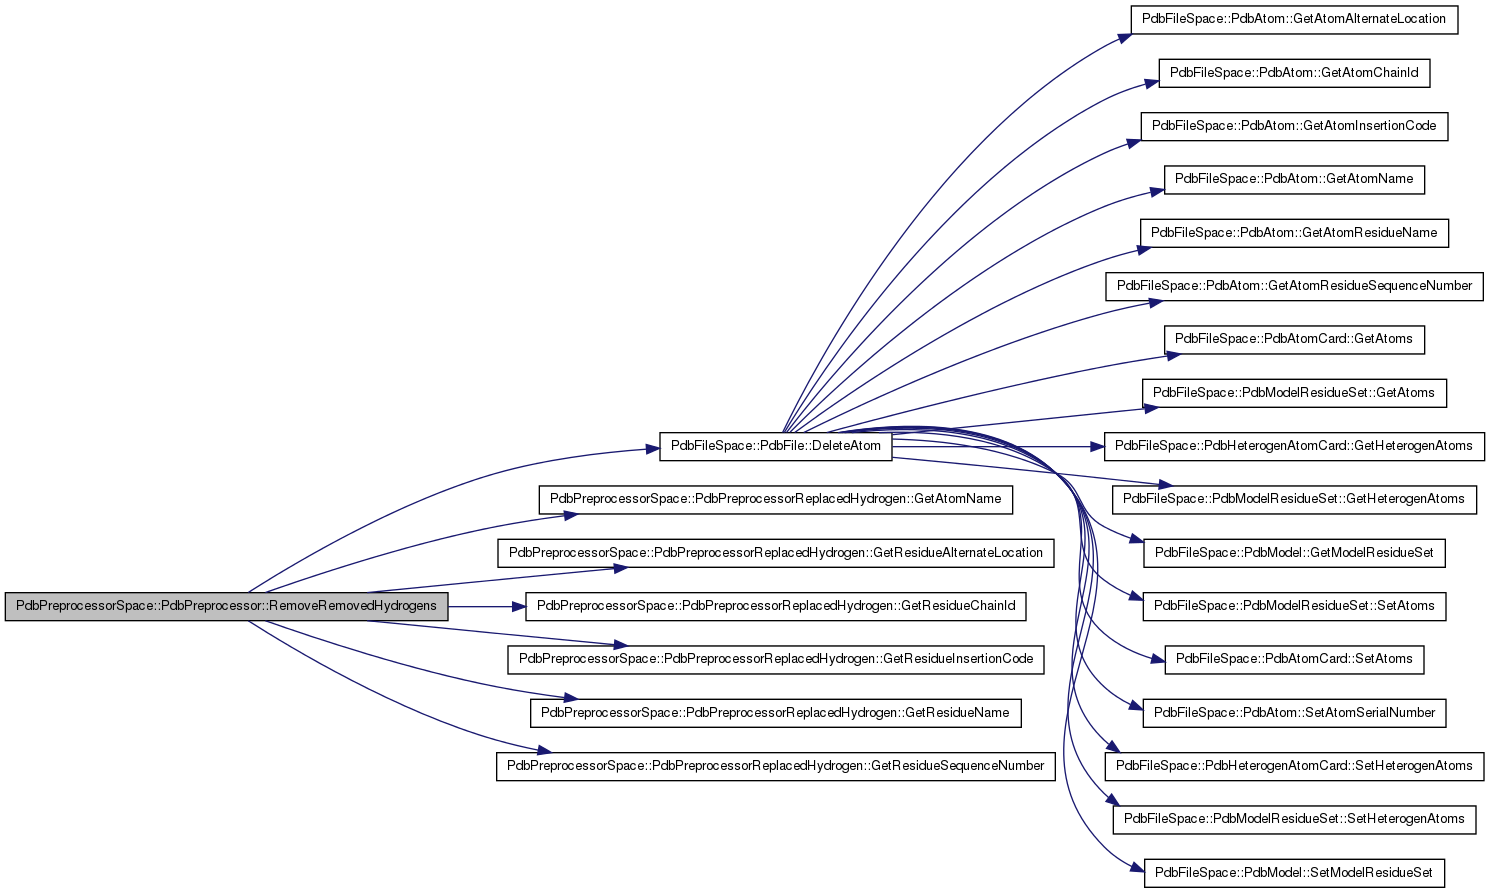 PdbFileSpace::PdbAtom::GetAtomAlternateLocation
PdbFileSpace::PdbAtom::GetAtomChainId
PdbFileSpace::PdbAtom::GetAtomInsertionCode
PdbFileSpace::PdbAtom::GetAtomName
PdbFileSpace::PdbAtom::GetAtomResidueName
PdbFileSpace::PdbAtom::GetAtomResidueSequenceNumber
PdbFileSpace::PdbAtomCard::GetAtoms
PdbFileSpace::PdbModelResidueSet::GetAtoms
PdbFileSpace::PdbFile::DeleteAtom
PdbFileSpace::PdbHeterogenAtomCard::GetHeterogenAtoms
PdbPreprocessorSpace::PdbPreprocessorReplacedHydrogen::GetAtomName
PdbFileSpace::PdbModelResidueSet::GetHeterogenAtoms
PdbPreprocessorSpace::PdbPreprocessorReplacedHydrogen::GetResidueAlternateLocation
PdbFileSpace::PdbModel::GetModelResidueSet
PdbPreprocessorSpace::PdbPreprocessor::RemoveRemovedHydrogens
PdbPreprocessorSpace::PdbPreprocessorReplacedHydrogen::GetResidueChainId
PdbFileSpace::PdbModelResidueSet::SetAtoms
PdbPreprocessorSpace::PdbPreprocessorReplacedHydrogen::GetResidueInsertionCode
PdbFileSpace::PdbAtomCard::SetAtoms
PdbPreprocessorSpace::PdbPreprocessorReplacedHydrogen::GetResidueName
PdbFileSpace::PdbAtom::SetAtomSerialNumber
PdbPreprocessorSpace::PdbPreprocessorReplacedHydrogen::GetResidueSequenceNumber
PdbFileSpace::PdbHeterogenAtomCard::SetHeterogenAtoms
PdbFileSpace::PdbModelResidueSet::SetHeterogenAtoms
PdbFileSpace::PdbModel::SetModelResidueSet